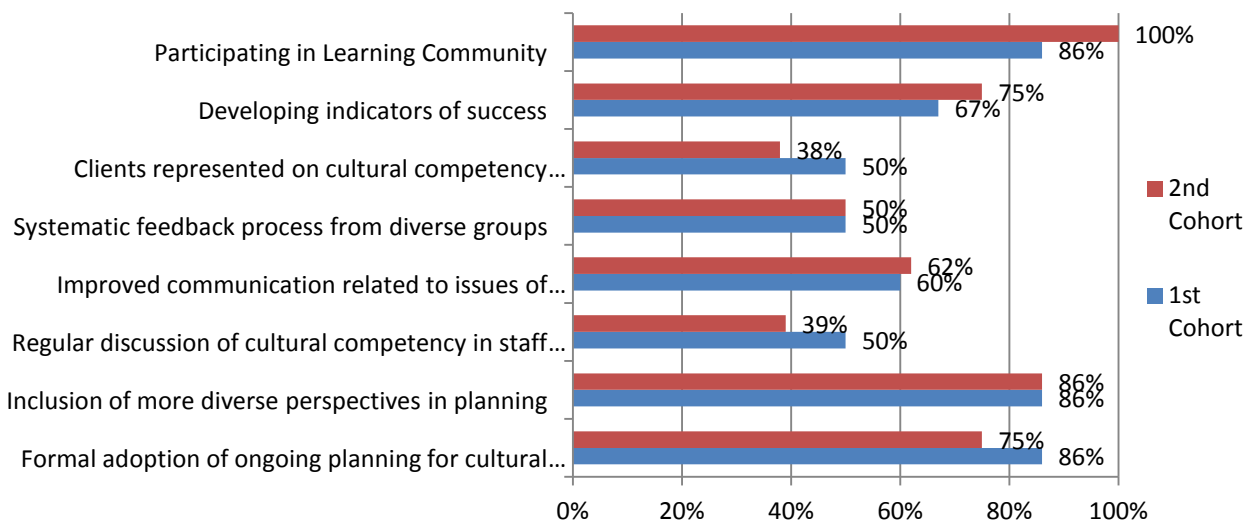 Participating in Learning Community
100%
86%
Developing indicators of success
75%
67%
Clients represented on cultural competency…
38%
50%
Systematic feedback process from diverse groups
50%
50%
Improved communication related to issues of…
62%
60%
Regular discussion of cultural competency in staff…
39%
50%
Inclusion of more diverse perspectives in planning
86%
86%
Formal adoption of ongoing planning for cultural…
75%
86%
0% 20% 40% 60% 80% 100%
2nd
Cohort
1st
Cohort